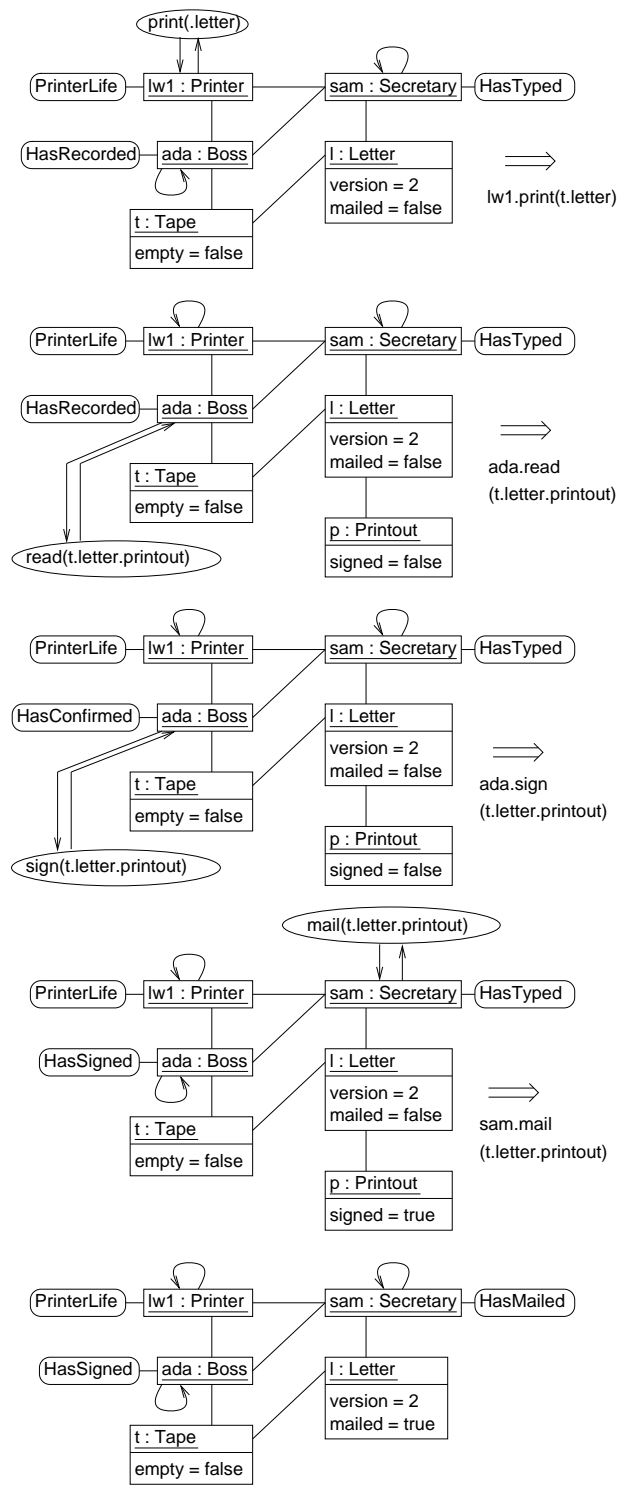 print(.letter)
PrinterLife lw1 : Printer sam : Secretary HasTyped
HasRecorded ada : Boss l : Letter
version = 2
mailed = false
lw1.print(t.letter)
t : Tape
empty = false
PrinterLife lw1 : Printer sam : Secretary HasTyped
HasRecorded ada : Boss l : Letter
version = 2
mailed = false
ada.read
(t.letter.printout)
t : Tape
empty = false
p : Printout
signed = false
read(t.letter.printout)
PrinterLife lw1 : Printer sam : Secretary HasTyped
HasConfirmed ada : Boss l : Letter
version = 2
mailed = false
ada.sign
(t.letter.printout)
t : Tape
empty = false
p : Printout
signed = false
sign(t.letter.printout)
mail(t.letter.printout)
PrinterLife lw1 : Printer sam : Secretary HasTyped
HasSigned ada : Boss l : Letter
version = 2
mailed = false
sam.mail
(t.letter.printout)
t : Tape
empty = false
p : Printout
signed = true
PrinterLife lw1 : Printer sam : Secretary HasMailed
HasSigned ada : Boss l : Letter
version = 2
mailed = true
t : Tape
empty = false